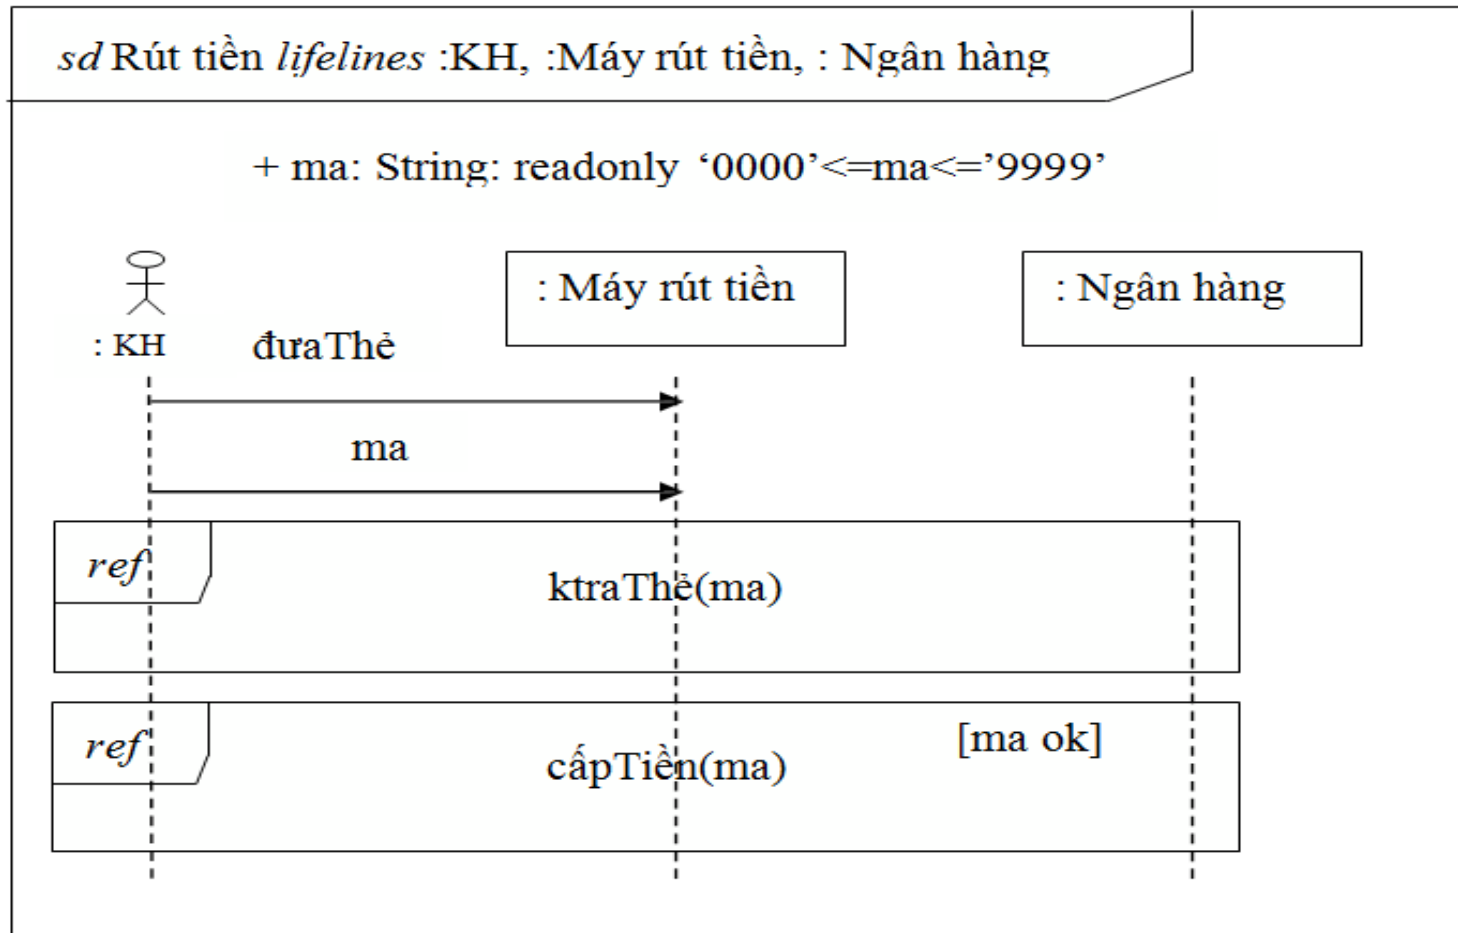 sd Rút tiền lifelines :KH, :Máy rút tiền, : Ngân hàng
+ ma: String: readonly ‘0000’<=ma<=’9999’
: Máy rút tiền
: Ngân hàng
: KH
đưaThẻ
ma
ref
ktraThẻ(ma)
ref
cấpTiền(ma)
[ma ok]